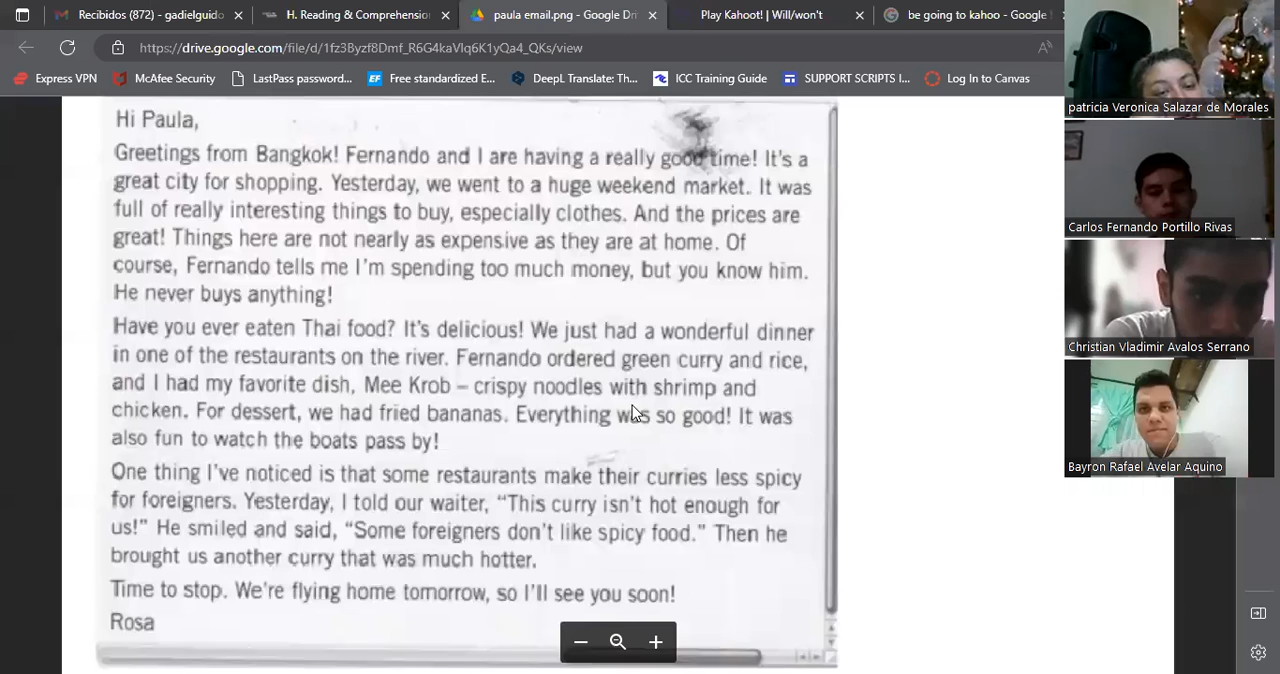 Recibidos (872) - gadielguido
H. Reading & Comprehensio
paula email.png - Google Dri
Play Kahoot! | Will/won't
be going to kahoo - Google
https://drive.google.com/file/d/1fz3Byzf8Dmf_R6G4kaVlq6K1yQa4_QKs/view
Express VPN
McAfee Security
LastPass password...
EF Free standardized E...
DeepL Translate: Th...
ICC Training Guide
SUPPORT SCRIPTS I...
Log In to Canvas
Hi Paula,
Greetings from Bangkok! Fernando and I are having a really good time! It's a
great city for shopping. Yesterday, we went to a huge weekend market. It was
full of really interesting things to buy, especially clothes. And the prices are
great! Things here are not nearly as expensive as they are at home. Of
course, Fernando tells me I'm spending too much money, but you know him.
He never buys anything!
Have you ever eaten Thai food? It's delicious! We just had a wonderful dinner
in one of the restaurants on the river. Fernando ordered green curry and rice,
and I had my favorite dish, Mee Krob – crispy noodles with shrimp and
chicken. For dessert, we had fried bananas. Everything was so good! It was
also fun to watch the boats pass by!
One thing I've noticed is that some restaurants make their curries less spicy
for foreigners. Yesterday, I told our waiter, "This curry isn't hot enough for
us!" He smiled and said, "Some foreigners don't like spicy food." Then he
brought us another curry that was much hotter.
Time to stop. We're flying home tomorrow, so I'll see you soon!
Rosa
patricia Veronica Salazar de Morales
Carlos Fernando Portillo Rivas
Christian Vladimir Avalos Serrano
Bayron Rafael Avelar Aquino